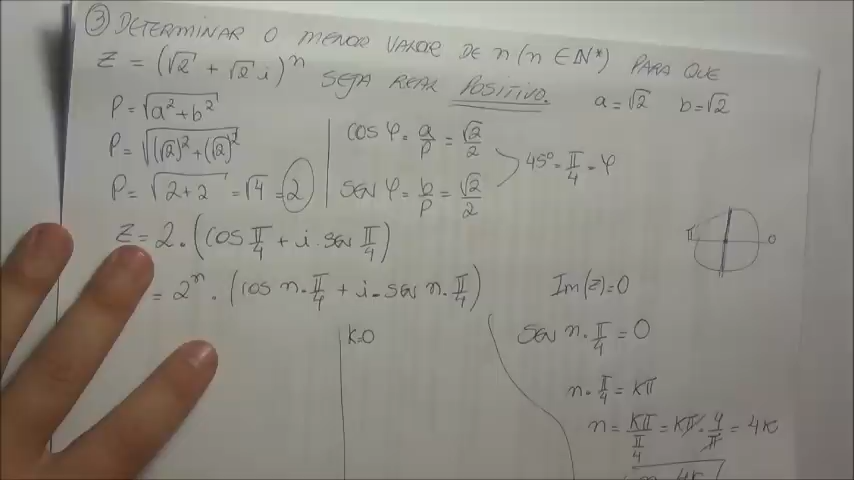 ③ DETERMINAR O MENOR VALOR DE n (n ∈ N*) PARA QUE
Z = (√2 + √2 i)ⁿ SEJA REAL POSITIVO.
a = √2 b = √2
P = √(a² + b²)
P = √((√2)² + (√2)²)
P = √(2 + 2) = √4 = 2
COS φ = a/P = √2/2
SEN φ = b/P = √2/2
45° = π/4 = φ
Z = 2 · (COS π/4 + i · SEN π/4)
= 2ⁿ · (COS n · π/4 + i · SEN n · π/4)
π 0
K=0
Im(Z) = 0
SEN n · π/4 = 0
n · π/4 = Kπ
n = Kπ/(π/4) = Kπ · 4/π = 4K
n = 4K